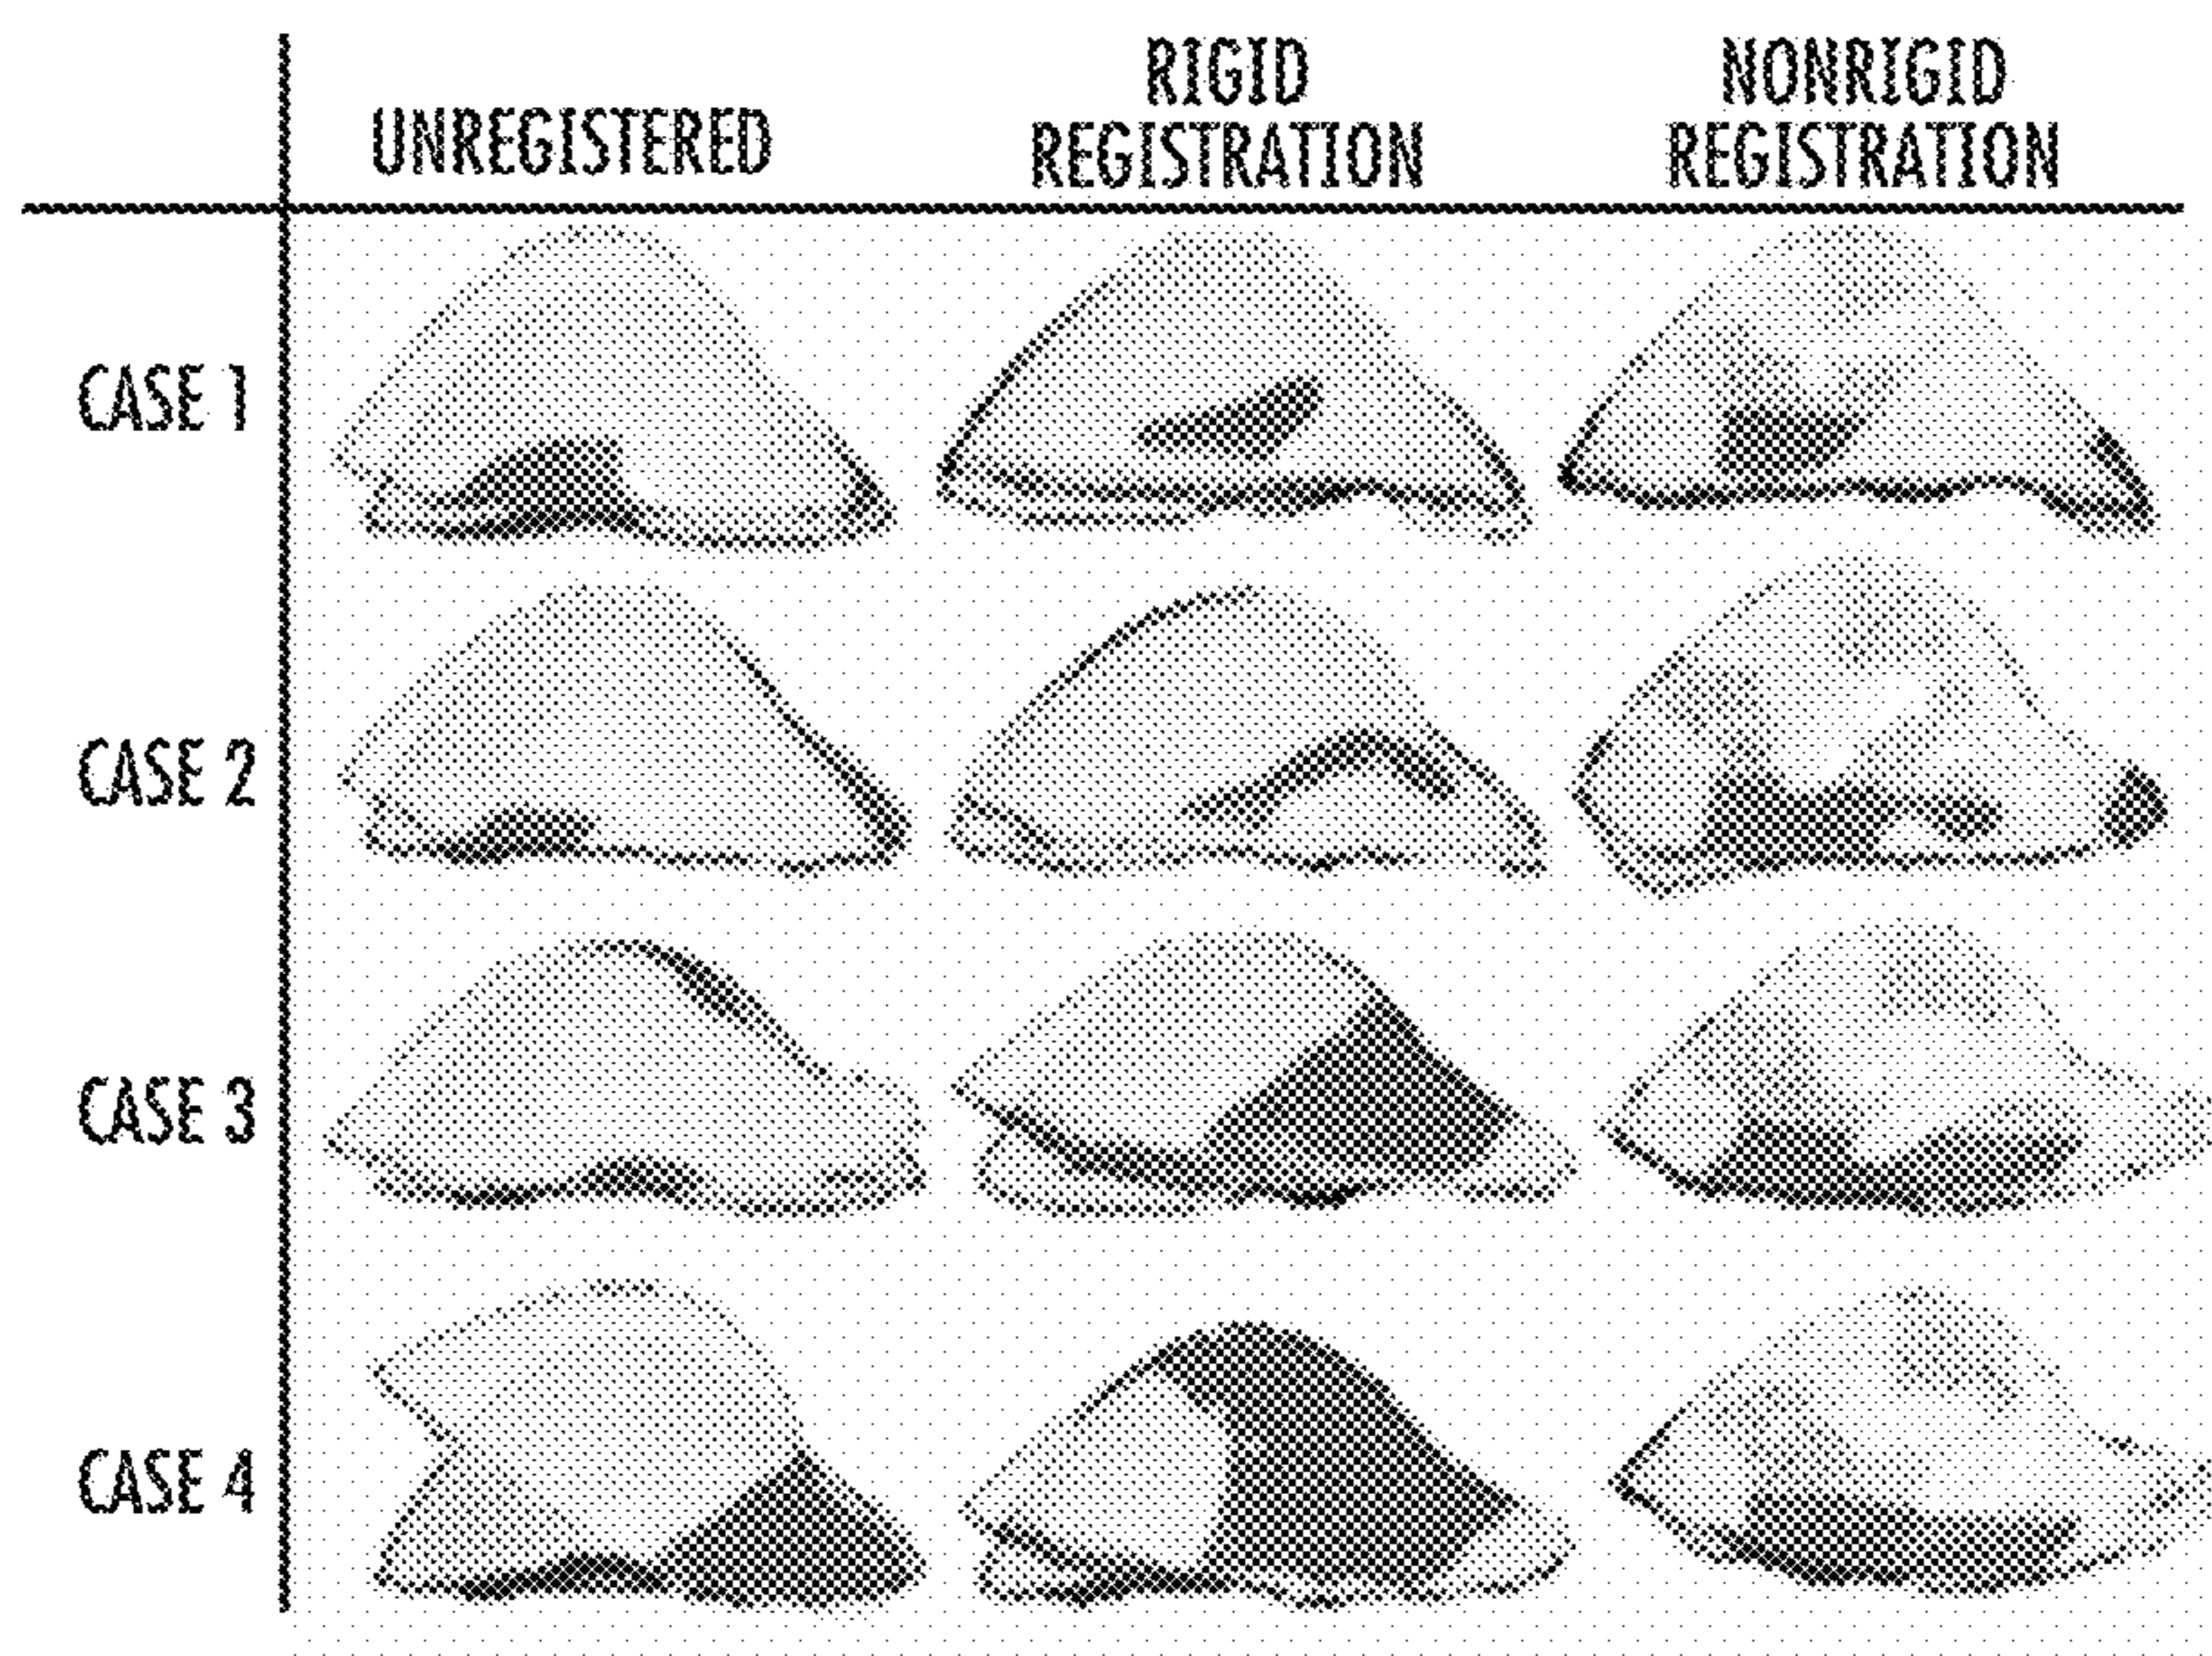 UNREGISTERED
RIGID
REGISTRATION
NONRIGID
REGISTRATION
CASE 1
CASE 2
CASE 3
CASE 4